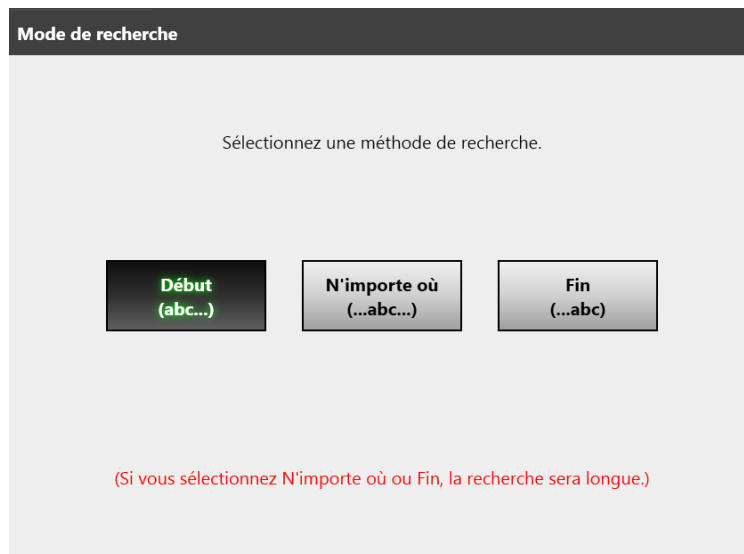 Mode de recherche
Sélectionnez une méthode de recherche.
Début
(abc...)
N'importe où
(...abc...)
Fin
(...abc)
(Si vous sélectionnez N'importe où ou Fin, la recherche sera longue.)